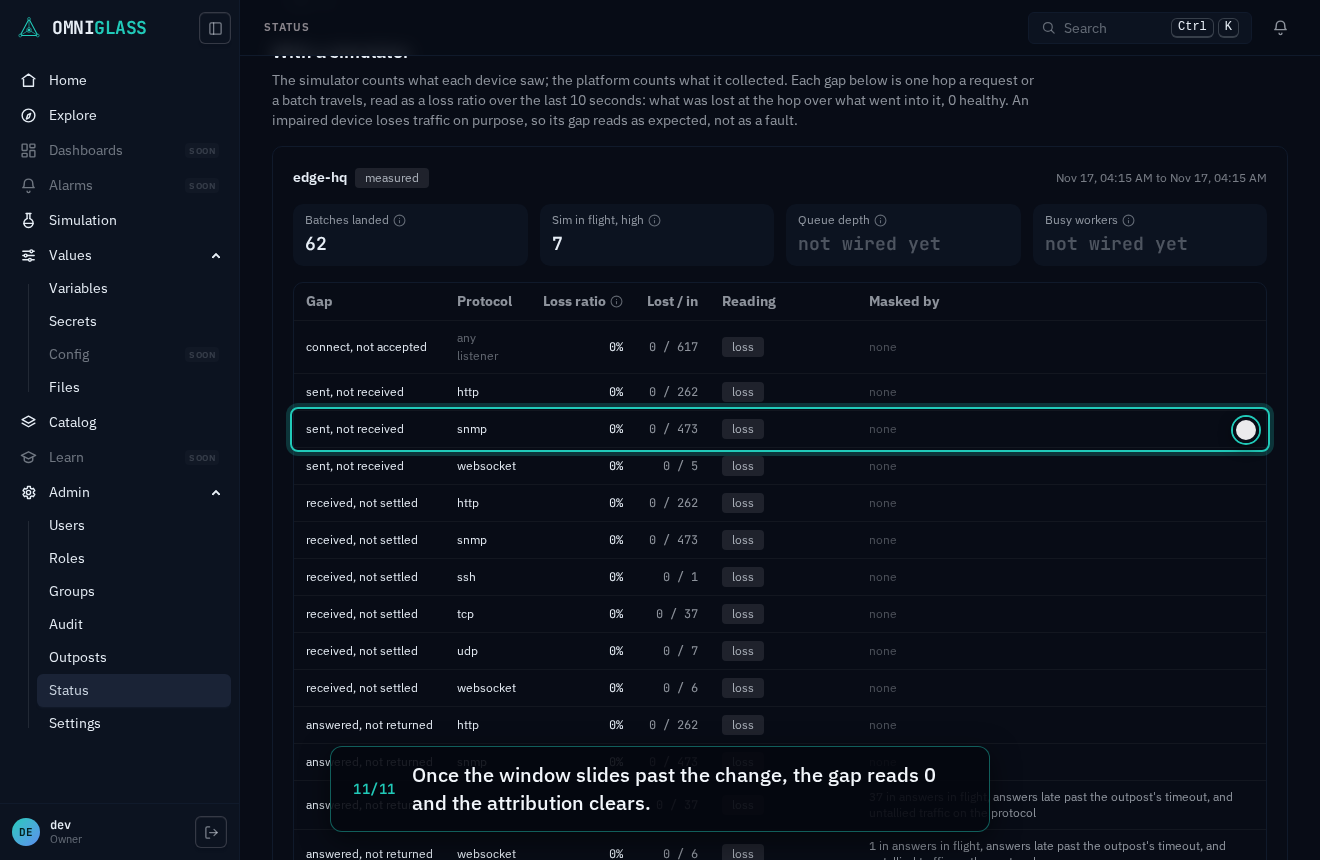 OMNIGLASS
STATUS
Search
Ctrl
K
Home
Explore
Dashboards SOON
Alarms SOON
Simulation
Values
Variables
Secrets
Config SOON
Files
Catalog
Learn SOON
Admin
Users
Roles
Groups
Audit
Outposts
Status
Settings
DE
dev
Owner
The simulator counts what each device saw; the platform counts what it collected. Each gap below is one hop a request or
a batch travels, read as a loss ratio over the last 10 seconds: what was lost at the hop over what went into it, 0 healthy. An
impaired device loses traffic on purpose, so its gap reads as expected, not as a fault.
edge-hq measured Nov 17, 04:15 AM to Nov 17, 04:15 AM
Batches landed
62
Sim in flight, high
7
Queue depth
not wired yet
Busy workers
not wired yet
Gap Protocol Loss ratio Lost / in Reading Masked by
connect, not accepted any listener 0% 0 / 617 loss none
sent, not received http 0% 0 / 262 loss none
sent, not received snmp 0% 0 / 473 loss none
sent, not received websocket 0% 0 / 5 loss none
received, not settled http 0% 0 / 262 loss none
received, not settled snmp 0% 0 / 473 loss none
received, not settled ssh 0% 0 / 1 loss none
received, not settled tcp 0% 0 / 37 loss none
received, not settled udp 0% 0 / 7 loss none
received, not settled websocket 0% 0 / 6 loss none
answered, not returned http 0% 0 / 262 loss none
snmp 0% 0 / 473 loss none
0 / 37 loss 37 in answers in flight, answers late past the outpost's timeout, and
untallied traffic on the protocol
answered, not returned websocket 0% 0 / 6 loss 1 in answers in flight, answers late past the outpost's timeout, and
11/11
Once the window slides past the change, the gap reads 0
and the attribution clears.